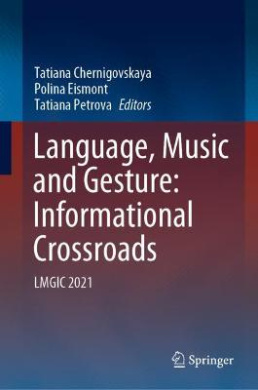 Tatiana Chernigovskaya
Polina Eismont
Tatiana Petrova Editors
Language, Music
and Gesture:
Informational
Crossroads
LMGIC 2021
Springer